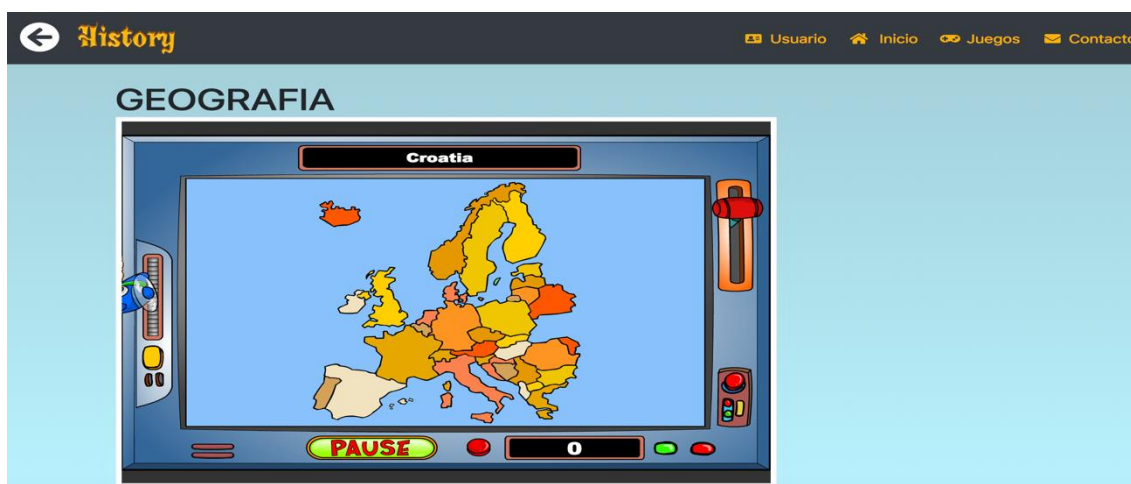 History
Usuario Inicio Juegos Contacto
GEOGRAFIA
Croatia
PAUSE
0